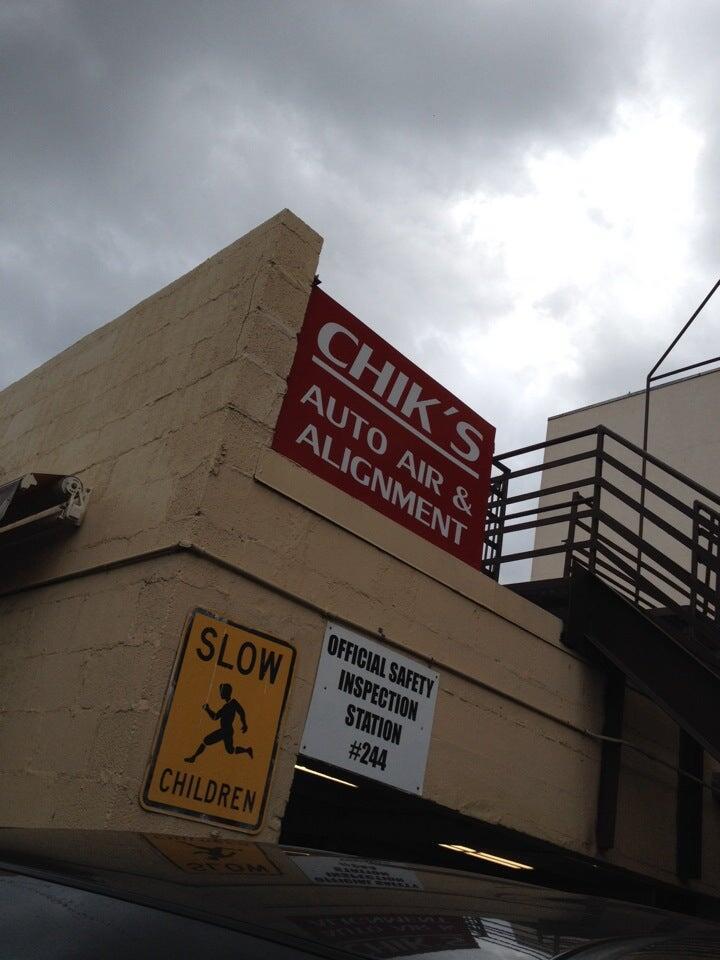 CHIK'S
AUTO AIR &
ALIGNMENT
SLOW
CHILDREN
OFFICIAL SAFETY
INSPECTION
STATION
#244